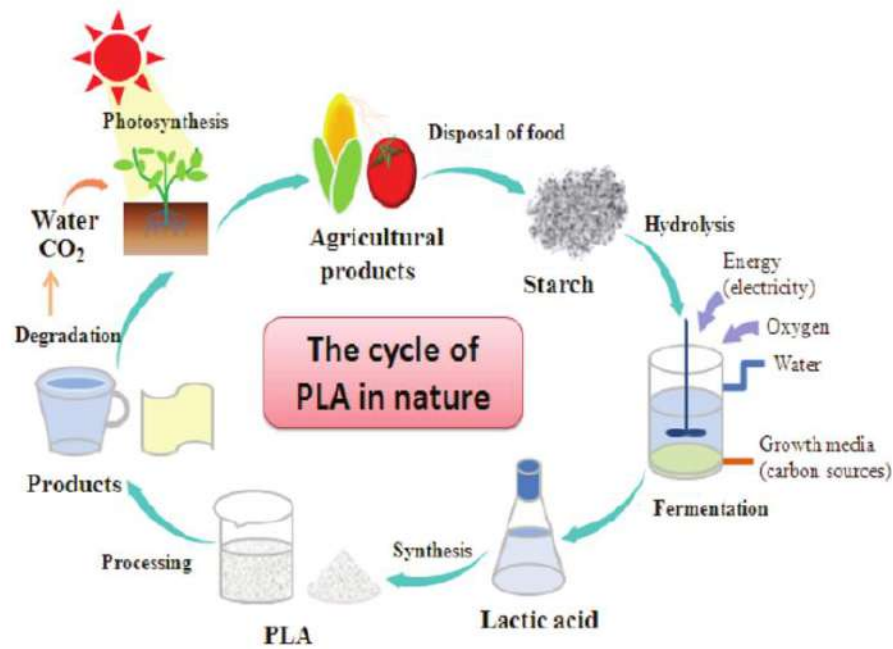 Photosynthesis
Disposal of food
Water
CO₂
Agricultural
products
Starch
Hydrolysis
Energy
(electricity)
Oxygen
Water
Growth media
(carbon sources)
Fermentation
Degradation
The cycle of
PLA in nature
Products
Processing
PLA
Synthesis
Lactic acid